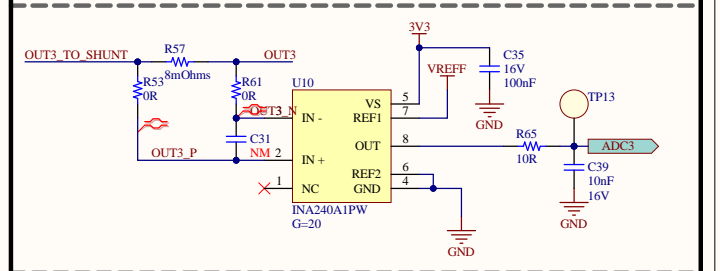 3V3
OUT3_TO_SHUNT
R57
8mOhms
OUT3
C35
16V
100nF
VREFF
R53
0R
R61
0R
U10
GND
TP13
OUT3_N
IN -
VS
5
REF1
7
C31
NM
OUT3_P
2
IN +
OUT
8
R65
10R
ADC3
REF2
6
C39
10nF
16V
1
NC
GND
4
INA240A1PW
G=20
GND
GND